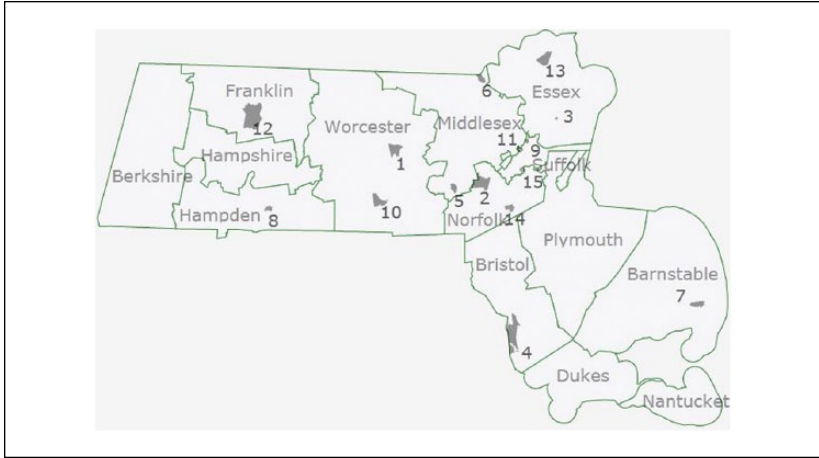 13
6
Franklin
Essex
12
Worcester
Middlesex
3
11
9
Hampshire
1
Suffolk
Berkshire
15
5
2
Hampden
8
10
Norfolk
14
Plymouth
Bristol
Barnstable
7
4
Dukes
Nantucket